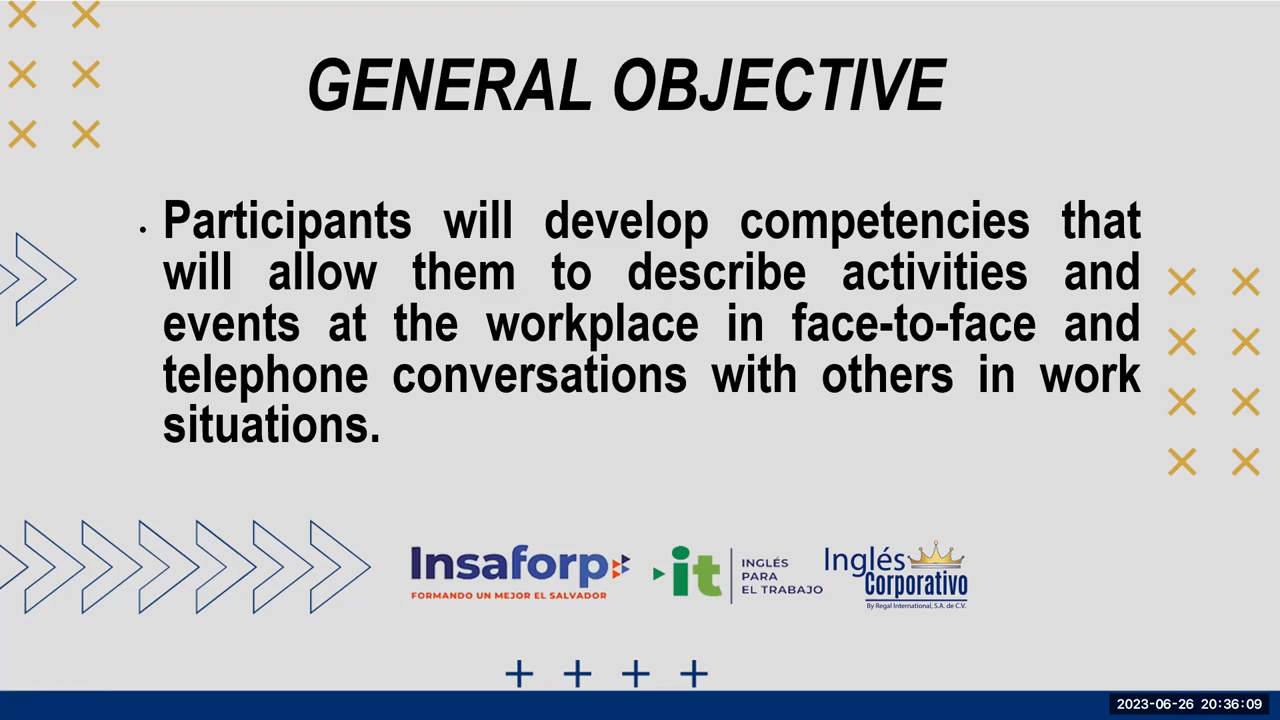 GENERAL OBJECTIVE
• Participants will develop competencies that
will allow them to describe activities and
events at the workplace in face-to-face and
telephone conversations with others in work
situations.
Insaforp
FORMANDO UN MEJOR EL SALVADOR
it
INGLÉS
PARA
EL TRABAJO
Inglés
Corporativo
By Regal International, S.A. de C.V.
2023-06-26 20:36:09